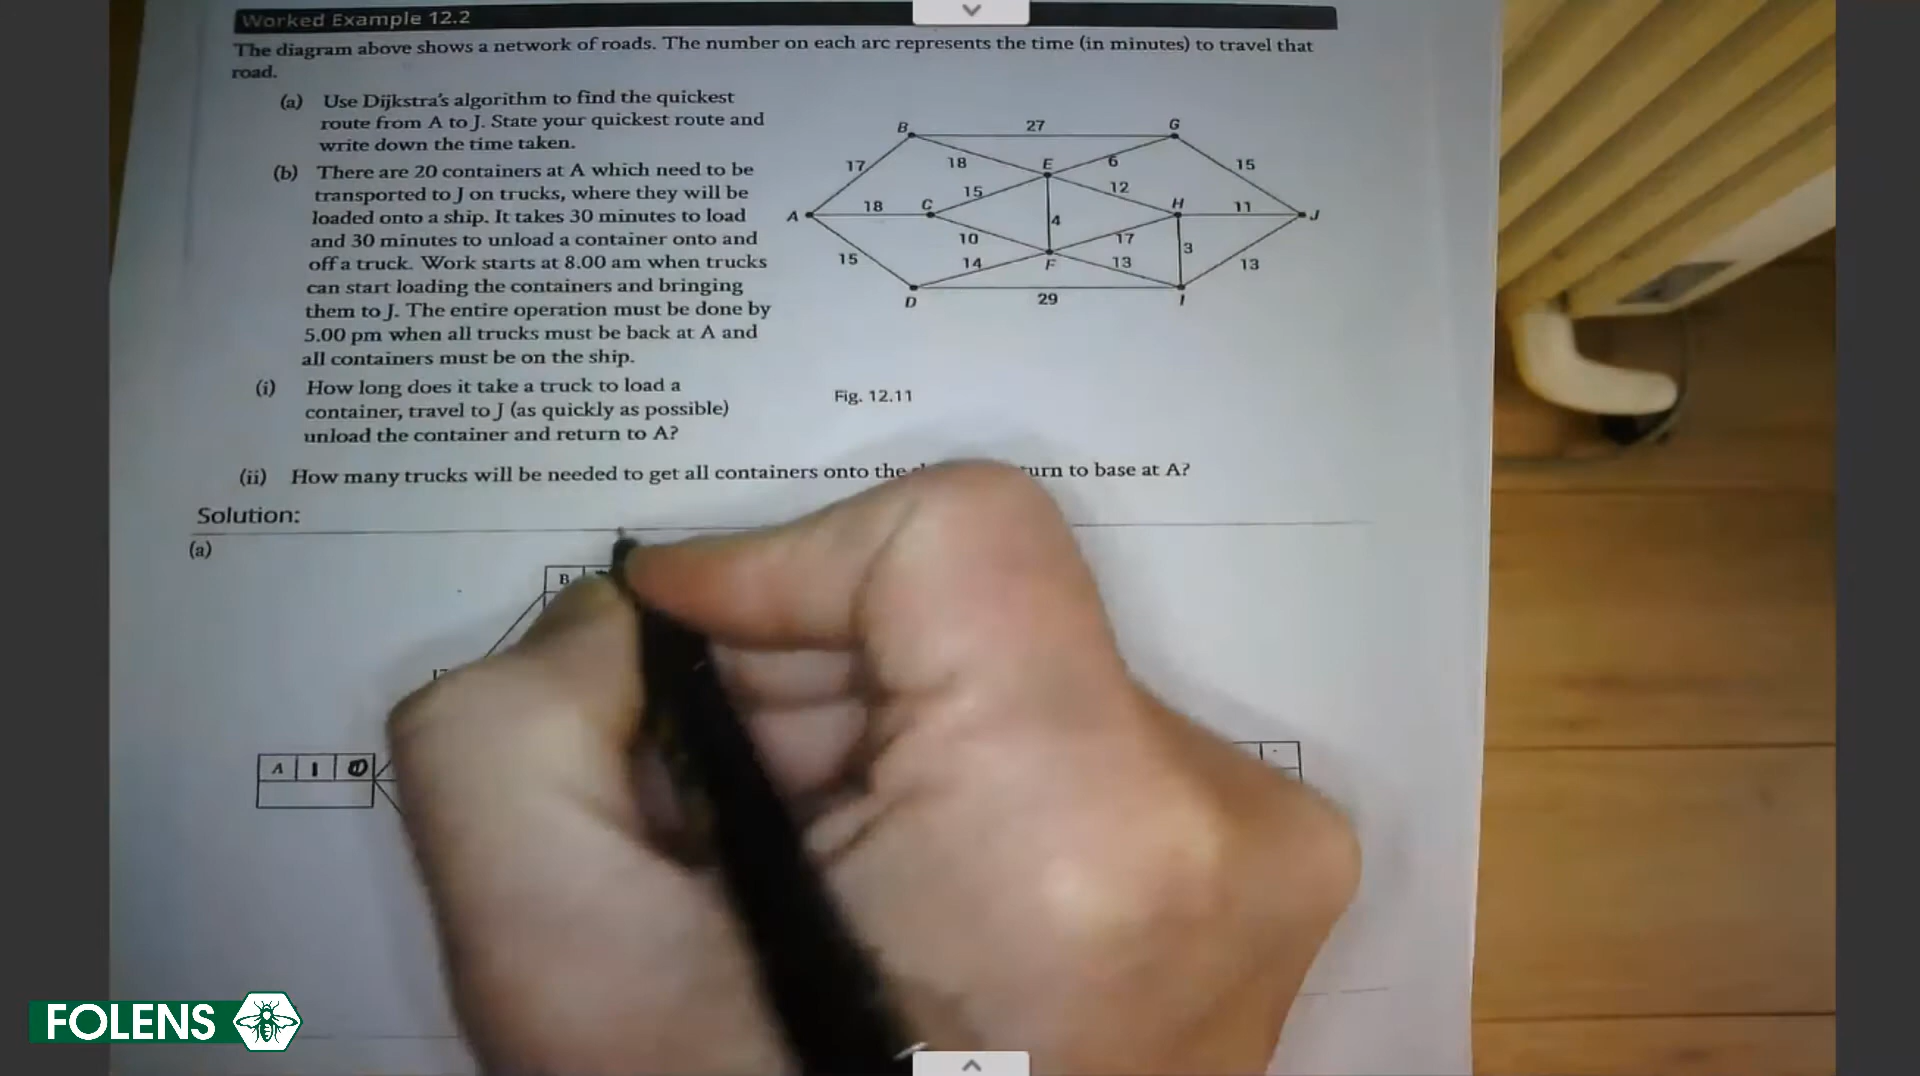 Worked Example 12.2
The diagram above shows a network of roads. The number on each arc represents the time (in minutes) to travel that
road.
(a) Use Dijkstra's algorithm to find the quickest
route from A to J. State your quickest route and
write down the time taken.
(b) There are 20 containers at A which need to be
transported to J on trucks, where they will be
loaded onto a ship. It takes 30 minutes to load
and 30 minutes to unload a container onto and
off a truck. Work starts at 8.00 am when trucks
can start loading the containers and bringing
them to J. The entire operation must be done by
5.00 pm when all trucks must be back at A and
all containers must be on the ship.
(i) How long does it take a truck to load a
container, travel to J (as quickly as possible)
unload the container and return to A?
B 27 G
17 18 E 6 15
15 12
A 18 C H 11 J
4
10 17 3
15 14 F 13 13
D 29 I
Fig. 12.11
(ii) How many trucks will be needed to get all containers onto the urn to base at A?
Solution:
(a)
B
A 1 0
FOLENS